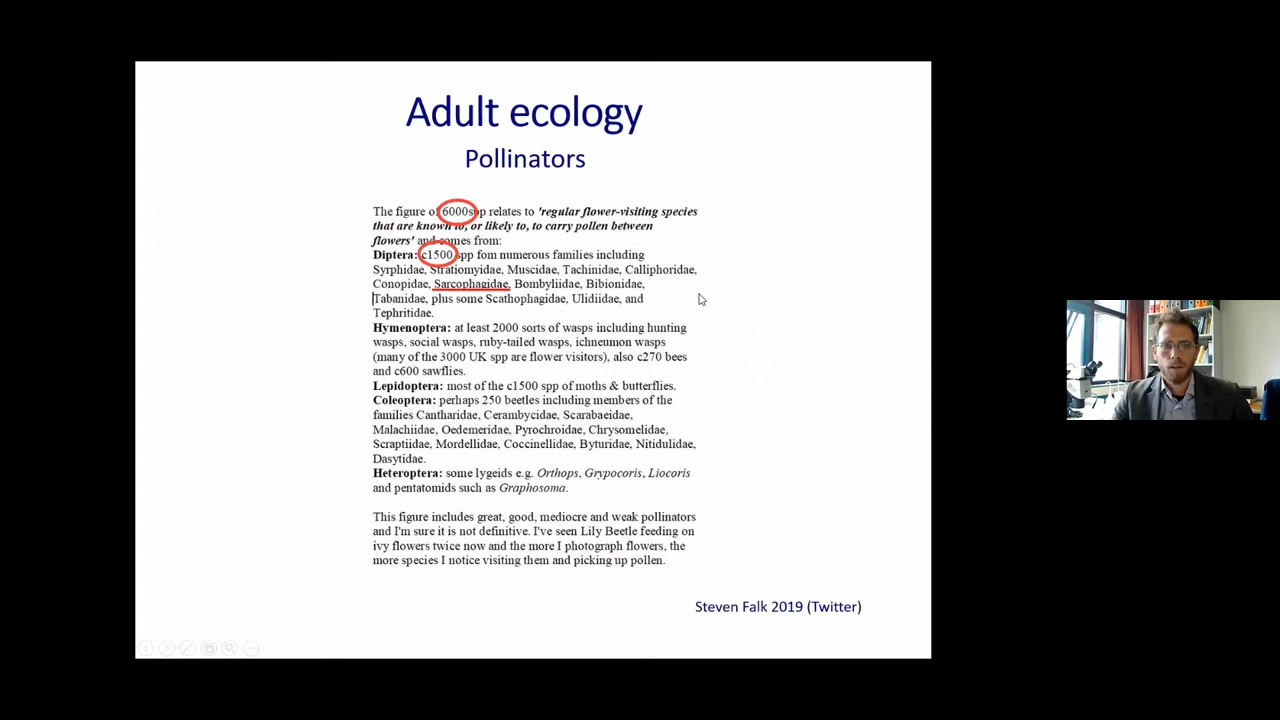 Adult ecology
Pollinators
The figure of 6000spp relates to 'regular flower-visiting species
that are known to, or likely to, to carry pollen between
flowers' and comes from:
Diptera: c1500 spp fom numerous families including
Syrphidae, Stratiomyidae, Muscidae, Tachinidae, Calliphoridae,
Conopidae, Sarcophagidae, Bombyliidae, Bibionidae,
Tabanidae, plus some Scathophagidae, Ulidiidae, and
Tephritidae.
Hymenoptera: at least 2000 sorts of wasps including hunting
wasps, social wasps, ruby-tailed wasps, ichneumon wasps
(many of the 3000 UK spp are flower visitors), also c270 bees
and c600 sawflies.
Lepidoptera: most of the c1500 spp of moths & butterflies.
Coleoptera: perhaps 250 beetles including members of the
families Cantharidae, Cerambycidae, Scarabaeidae,
Malachiidae, Oedemeridae, Pyrochroidae, Chrysomelidae,
Scraptiidae, Mordellidae, Coccinellidae, Byturidae, Nitidulidae,
Dasytidae.
Heteroptera: some lygeids e.g. Orthops, Grypocoris, Liocoris
and pentatomids such as Graphosoma.
This figure includes great, good, mediocre and weak pollinators
and I'm sure it is not definitive. I've seen Lily Beetle feeding on
ivy flowers twice now and the more I photograph flowers, the
more species I notice visiting them and picking up pollen.
Steven Falk 2019 (Twitter)